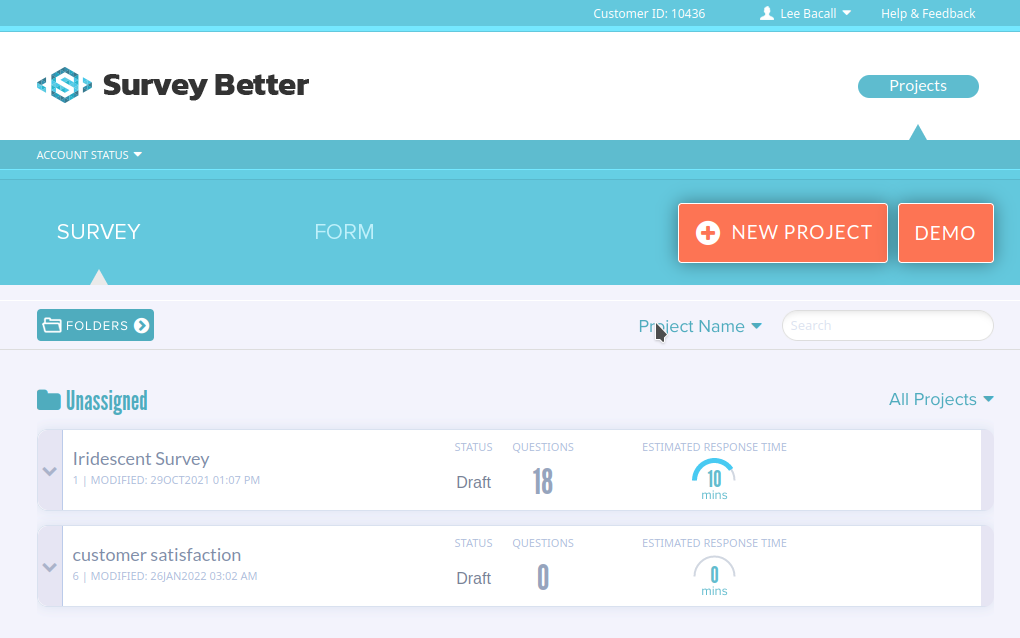 Customer ID: 10436
Lee Bacall
Help & Feedback
Survey Better
Projects
ACCOUNT STATUS
SURVEY
FORM
NEW PROJECT
DEMO
FOLDERS
Project Name
Search
Unassigned
All Projects
Iridescent Survey
1 | MODIFIED: 29OCT2021 01:07 PM
STATUS
Draft
QUESTIONS
18
ESTIMATED RESPONSE TIME
10
mins
customer satisfaction
6 | MODIFIED: 26JAN2022 03:02 AM
STATUS
Draft
QUESTIONS
0
ESTIMATED RESPONSE TIME
0
mins